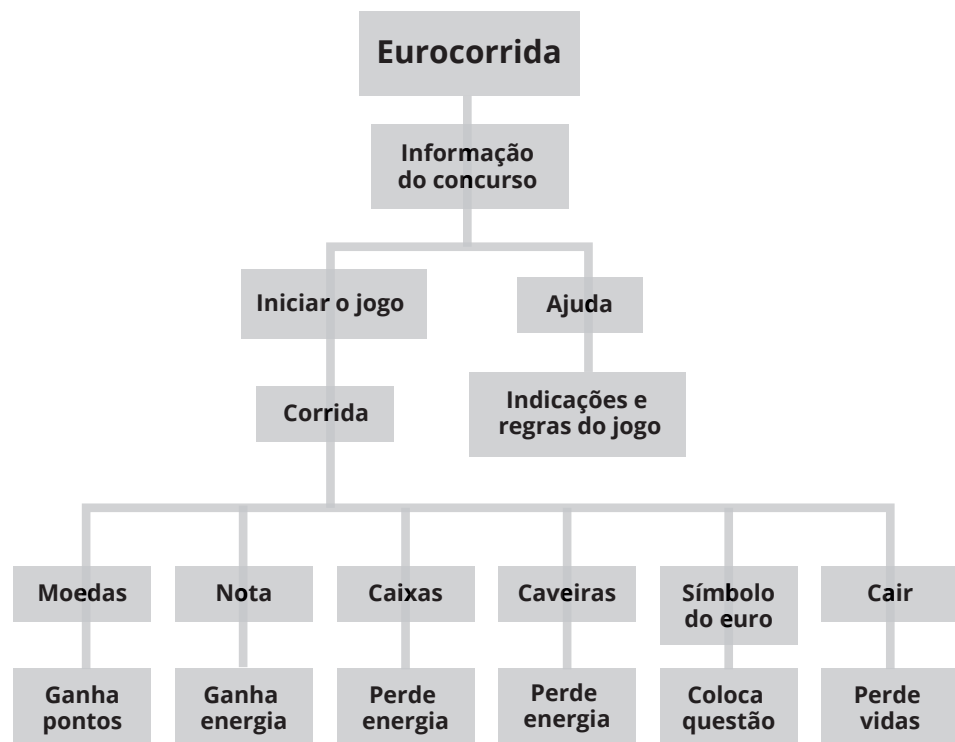 Eurocorrida
Informação
do concurso
Iniciar o jogo
Ajuda
Corrida
Indicações e
regras do jogo
Moedas
Nota
Caixas
Caveiras
Símbolo
do euro
Cair
Ganha
pontos
Ganha
energia
Perde
energia
Perde
energia
Coloca
questão
Perde
vidas